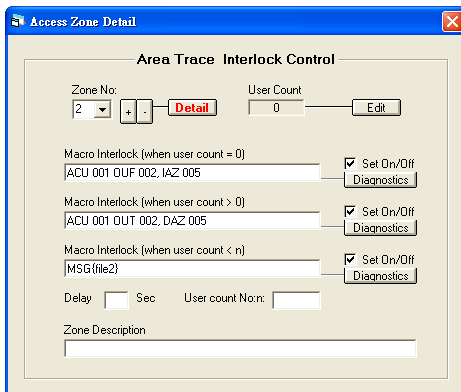 Access Zone Detail
Area Trace Interlock Control
Zone No: User Count
2 + - Detail 0 Edit
Macro Interlock (when user count = 0)
Set On/Off
ACU 001 OUF 002, IAZ 005
Diagnostics
Macro Interlock (when user count > 0)
Set On/Off
ACU 001 OUT 002, DAZ 005
Diagnostics
Macro Interlock (when user count < n)
Set On/Off
MSG{file2}
Diagnostics
Delay Sec User count No:n:
Zone Description